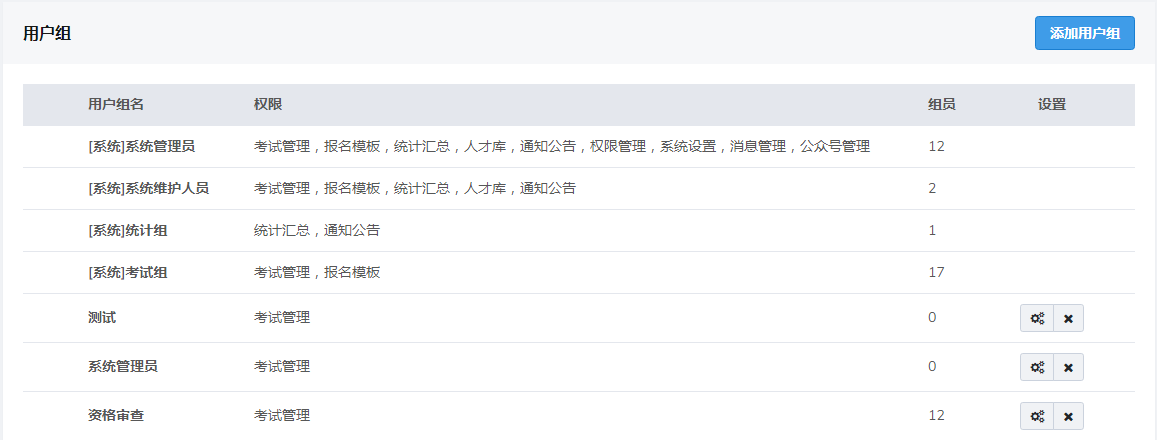 用户组 添加用户组
用户组名 权限 组员 设置
[系统]系统管理员 考试管理，报名模板，统计汇总，人才库，通知公告，权限管理，系统设置，消息管理，公众号管理 12
[系统]系统维护人员 考试管理，报名模板，统计汇总，人才库，通知公告 2
[系统]统计组 统计汇总，通知公告 1
[系统]考试组 考试管理，报名模板 17
测试 考试管理 0
系统管理员 考试管理 0
资格审查 考试管理 12